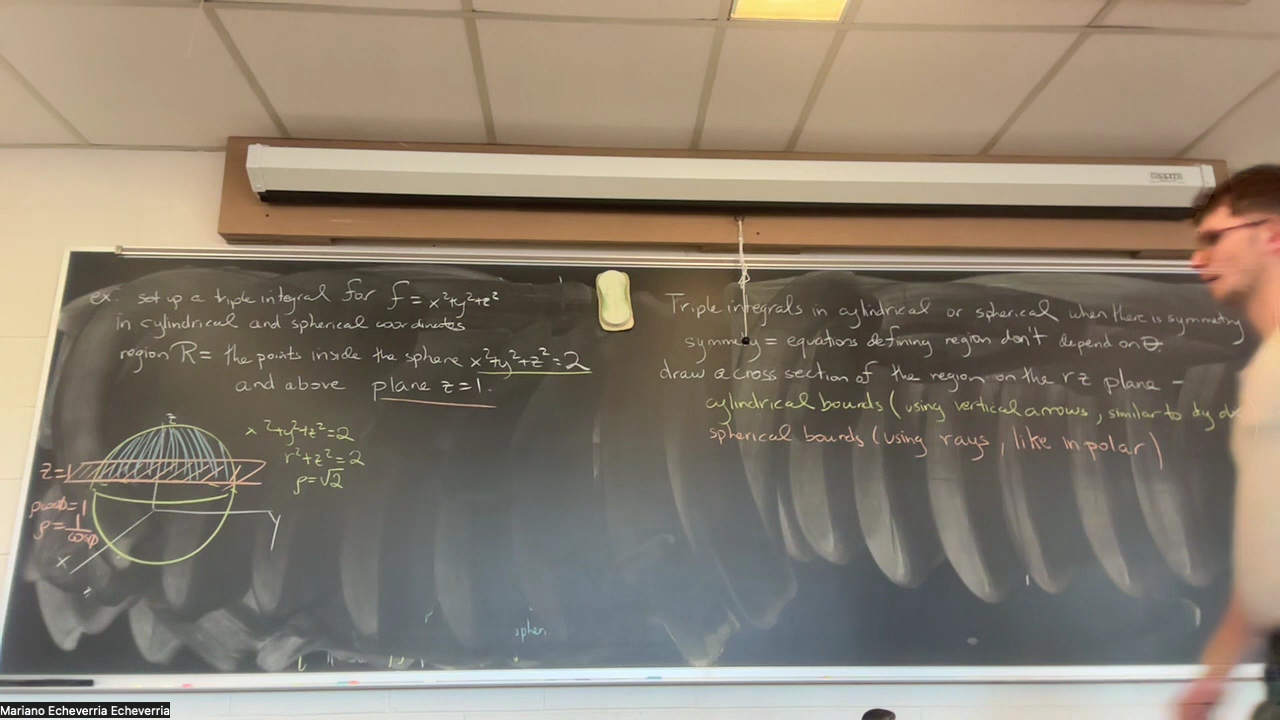 ex. set up a triple integral for f = x²+y²+z²
in cylindrical and spherical coordinates
region R = the points inside the sphere x²+y²+z²=2
and above plane z=1.
z
x²+y²+z²=2
r²+z²=2
ρ=√2
z=1
ρcosφ=1
ρ=1/cosφ
x
y
Triple integrals in cylindrical or spherical when there is symmetry
symmetry = equations defining region don't depend on θ.
draw a cross section of the region on the rz plane -
cylindrical bounds (using vertical arrows, similar to dy dx)
spherical bounds (using rays, like in polar)
spheri
Mariano Echeverria Echeverria